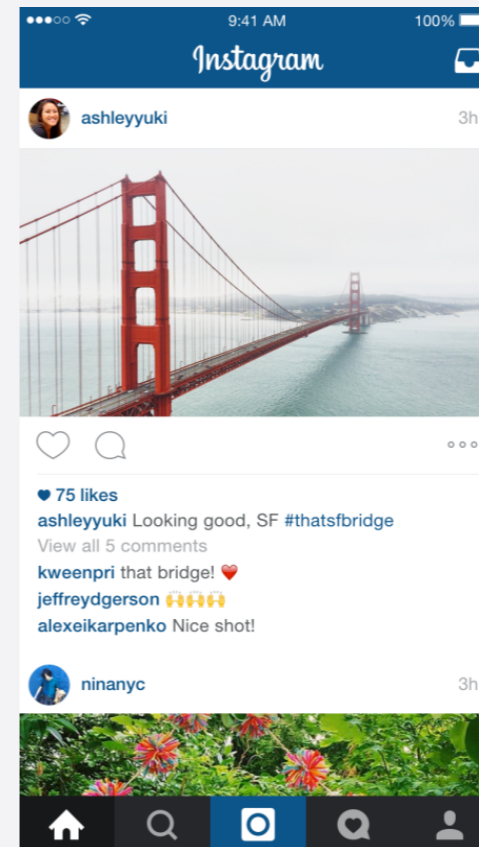 9:41 AM 100%
Instagram
ashleyyuki 3h
75 likes
ashleyyuki Looking good, SF #thatsfbridge
View all 5 comments
kweenpri that bridge! ❤️
jeffreydgerson 🙌🙌🙌
alexeikarpenko Nice shot!
ninanyc 3h